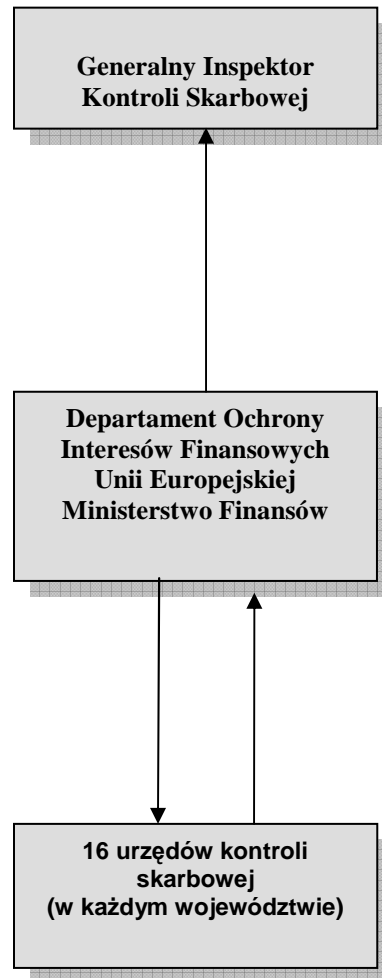 Generalny Inspektor
Kontroli Skarbowej
Departament Ochrony
Interesów Finansowych
Unii Europejskiej
Ministerstwo Finansów
16 urzędów kontroli
skarbowej
(w każdym województwie)